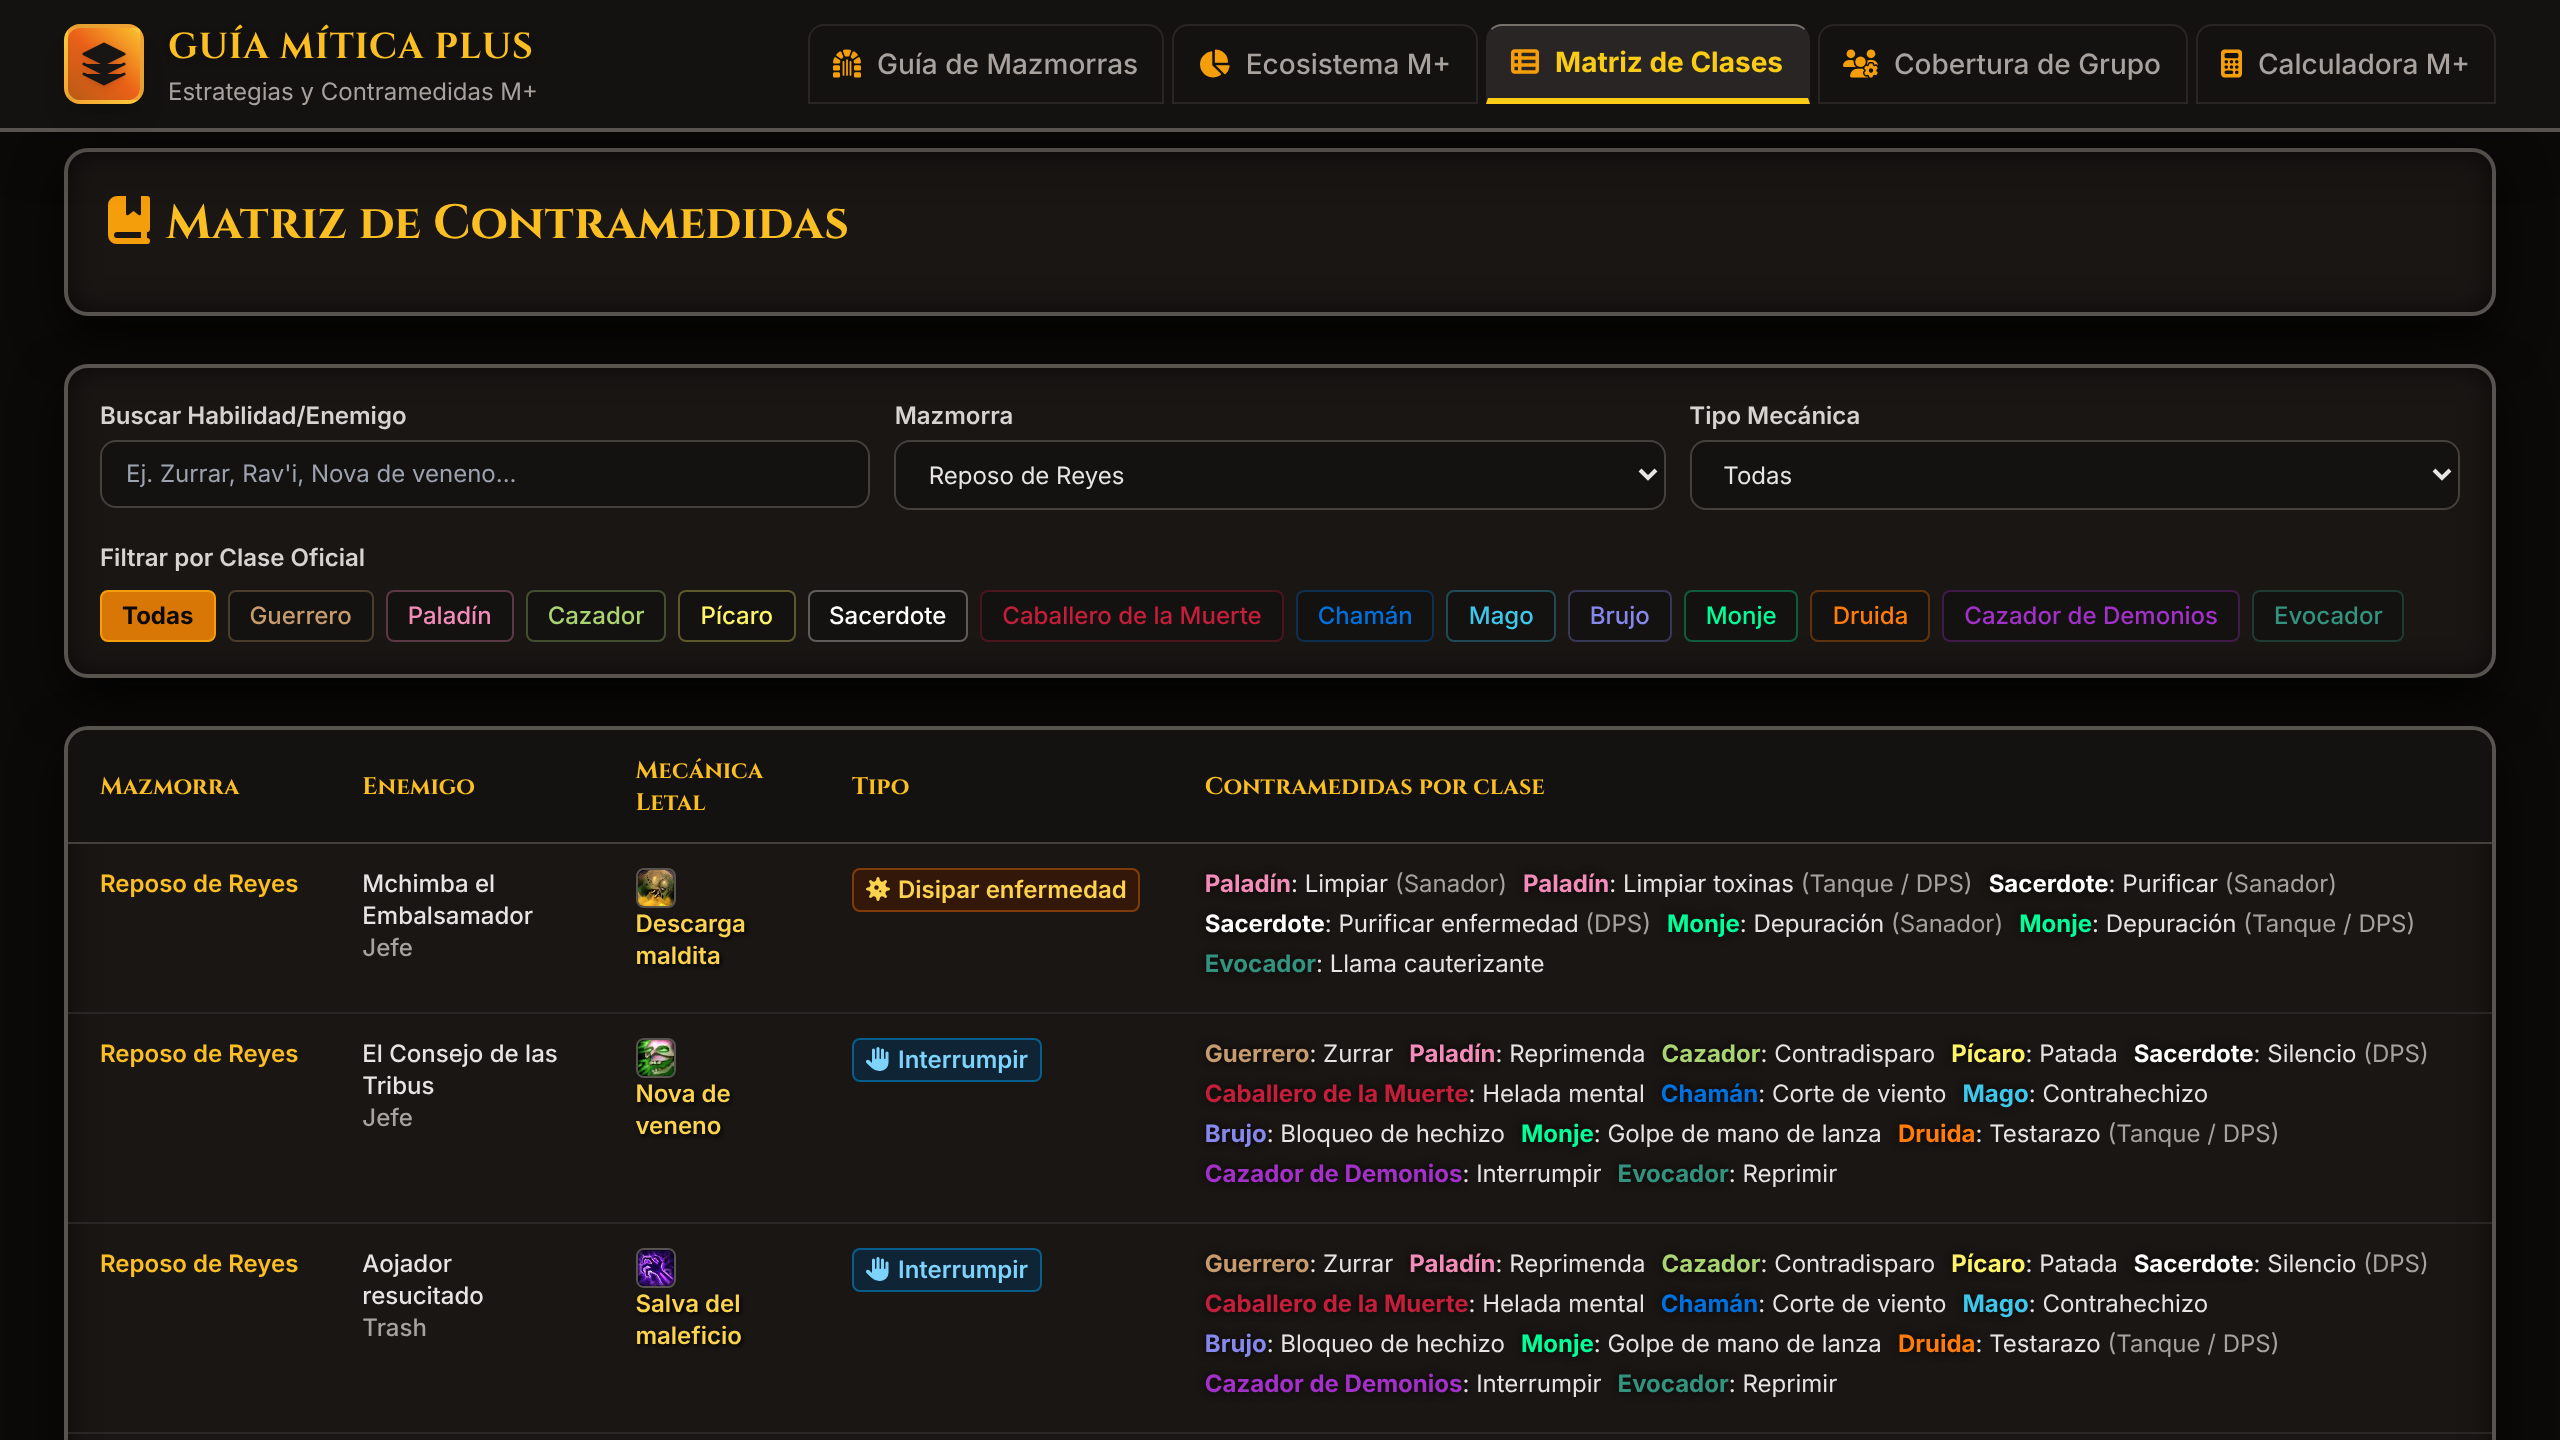 GUÍA MÍTICA PLUS
Estrategias y Contramedidas M+
Guía de Mazmorras
Ecosistema M+
Matriz de Clases
Cobertura de Grupo
Calculadora M+
Matriz de Contramedidas
Buscar Habilidad/Enemigo
Ej. Zurrar, Rav'i, Nova de veneno...
Mazmorra
Reposo de Reyes
Tipo Mecánica
Todas
Filtrar por Clase Oficial
Todas Guerrero Paladín Cazador Pícaro Sacerdote Caballero de la Muerte Chamán Mago Brujo Monje Druida Cazador de Demonios Evocador
Mazmorra
Enemigo
Mecánica
Letal
Tipo
Contramedidas por clase
Reposo de Reyes
Mchimba el
Embalsamador
Jefe
Descarga
maldita
Disipar enfermedad
Paladín: Limpiar (Sanador) Paladín: Limpiar toxinas (Tanque / DPS) Sacerdote: Purificar (Sanador)
Sacerdote: Purificar enfermedad (DPS) Monje: Depuración (Sanador) Monje: Depuración (Tanque / DPS)
Evocador: Llama cauterizante
Reposo de Reyes
El Consejo de las
Tribus
Jefe
Nova de
veneno
Interrumpir
Guerrero: Zurrar Paladín: Reprimenda Cazador: Contradisparo Pícaro: Patada Sacerdote: Silencio (DPS)
Caballero de la Muerte: Helada mental Chamán: Corte de viento Mago: Contrahechizo
Brujo: Bloqueo de hechizo Monje: Golpe de mano de lanza Druida: Testarazo (Tanque / DPS)
Cazador de Demonios: Interrumpir Evocador: Reprimir
Reposo de Reyes
Aojador
resucitado
Trash
Salva del
maleficio
Interrumpir
Guerrero: Zurrar Paladín: Reprimenda Cazador: Contradisparo Pícaro: Patada Sacerdote: Silencio (DPS)
Caballero de la Muerte: Helada mental Chamán: Corte de viento Mago: Contrahechizo
Brujo: Bloqueo de hechizo Monje: Golpe de mano de lanza Druida: Testarazo (Tanque / DPS)
Cazador de Demonios: Interrumpir Evocador: Reprimir